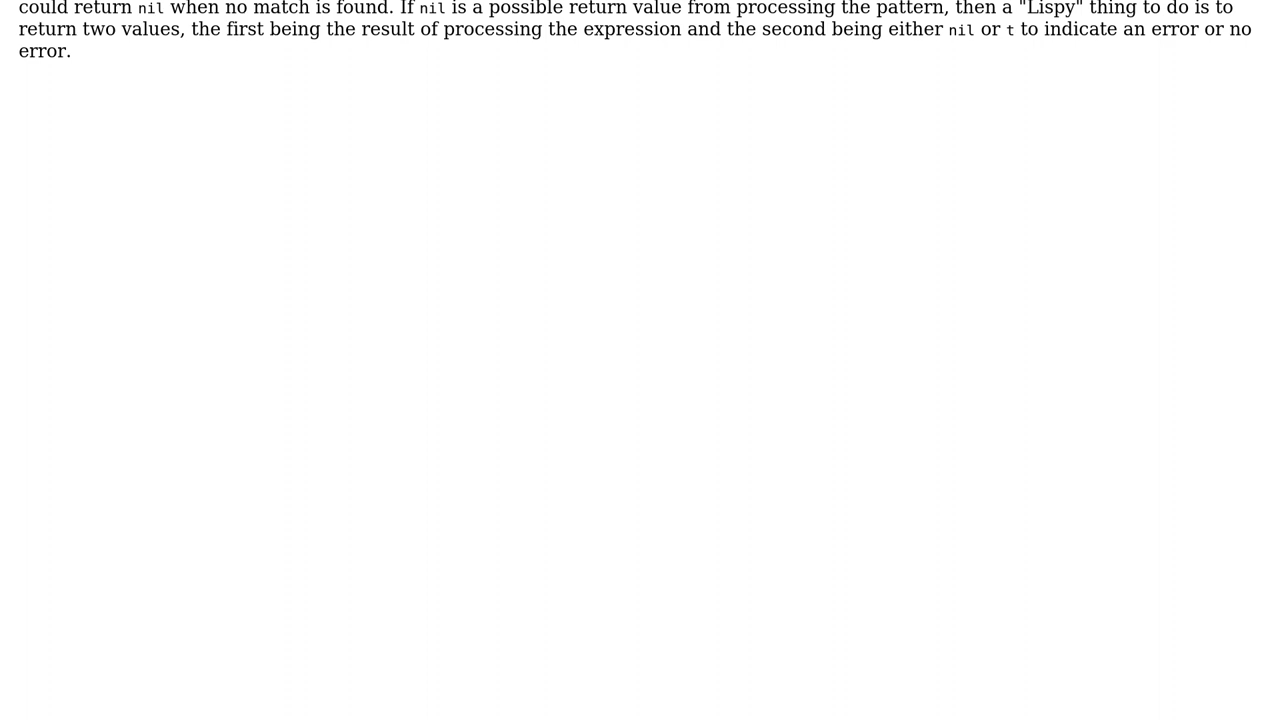 could return nil when no match is found. If nil is a possible return value from processing the pattern, then a "Lispy" thing to do is to
return two values, the first being the result of processing the expression and the second being either nil or t to indicate an error or no
error.